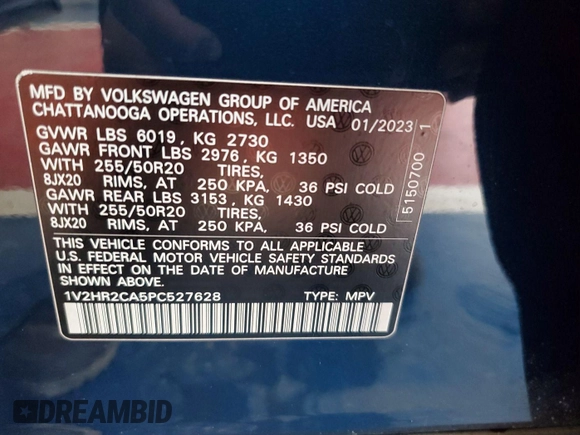 MFD BY VOLKSWAGEN GROUP OF AMERICA
CHATTANOOGA OPERATIONS, LLC. USA 01/2023
GVWR LBS 6019, KG 2730
GAWR FRONT LBS 2976, KG 1350
WITH 255/50R20 TIRES,
8JX20 RIMS, AT 250 KPA, 36 PSI COLD
GAWR REAR LBS 3153, KG 1430
WITH 255/50R20 TIRES,
8JX20 RIMS, AT 250 KPA, 36 PSI COLD
THIS VEHICLE CONFORMS TO ALL APPLICABLE
U.S. FEDERAL MOTOR VEHICLE SAFETY STANDARDS
IN EFFECT ON THE DATE OF MANUFACTURE
SHOWN ABOVE.
1V2HR2CA5PC527628 TYPE: MPV
5150700 1
DREAMBID